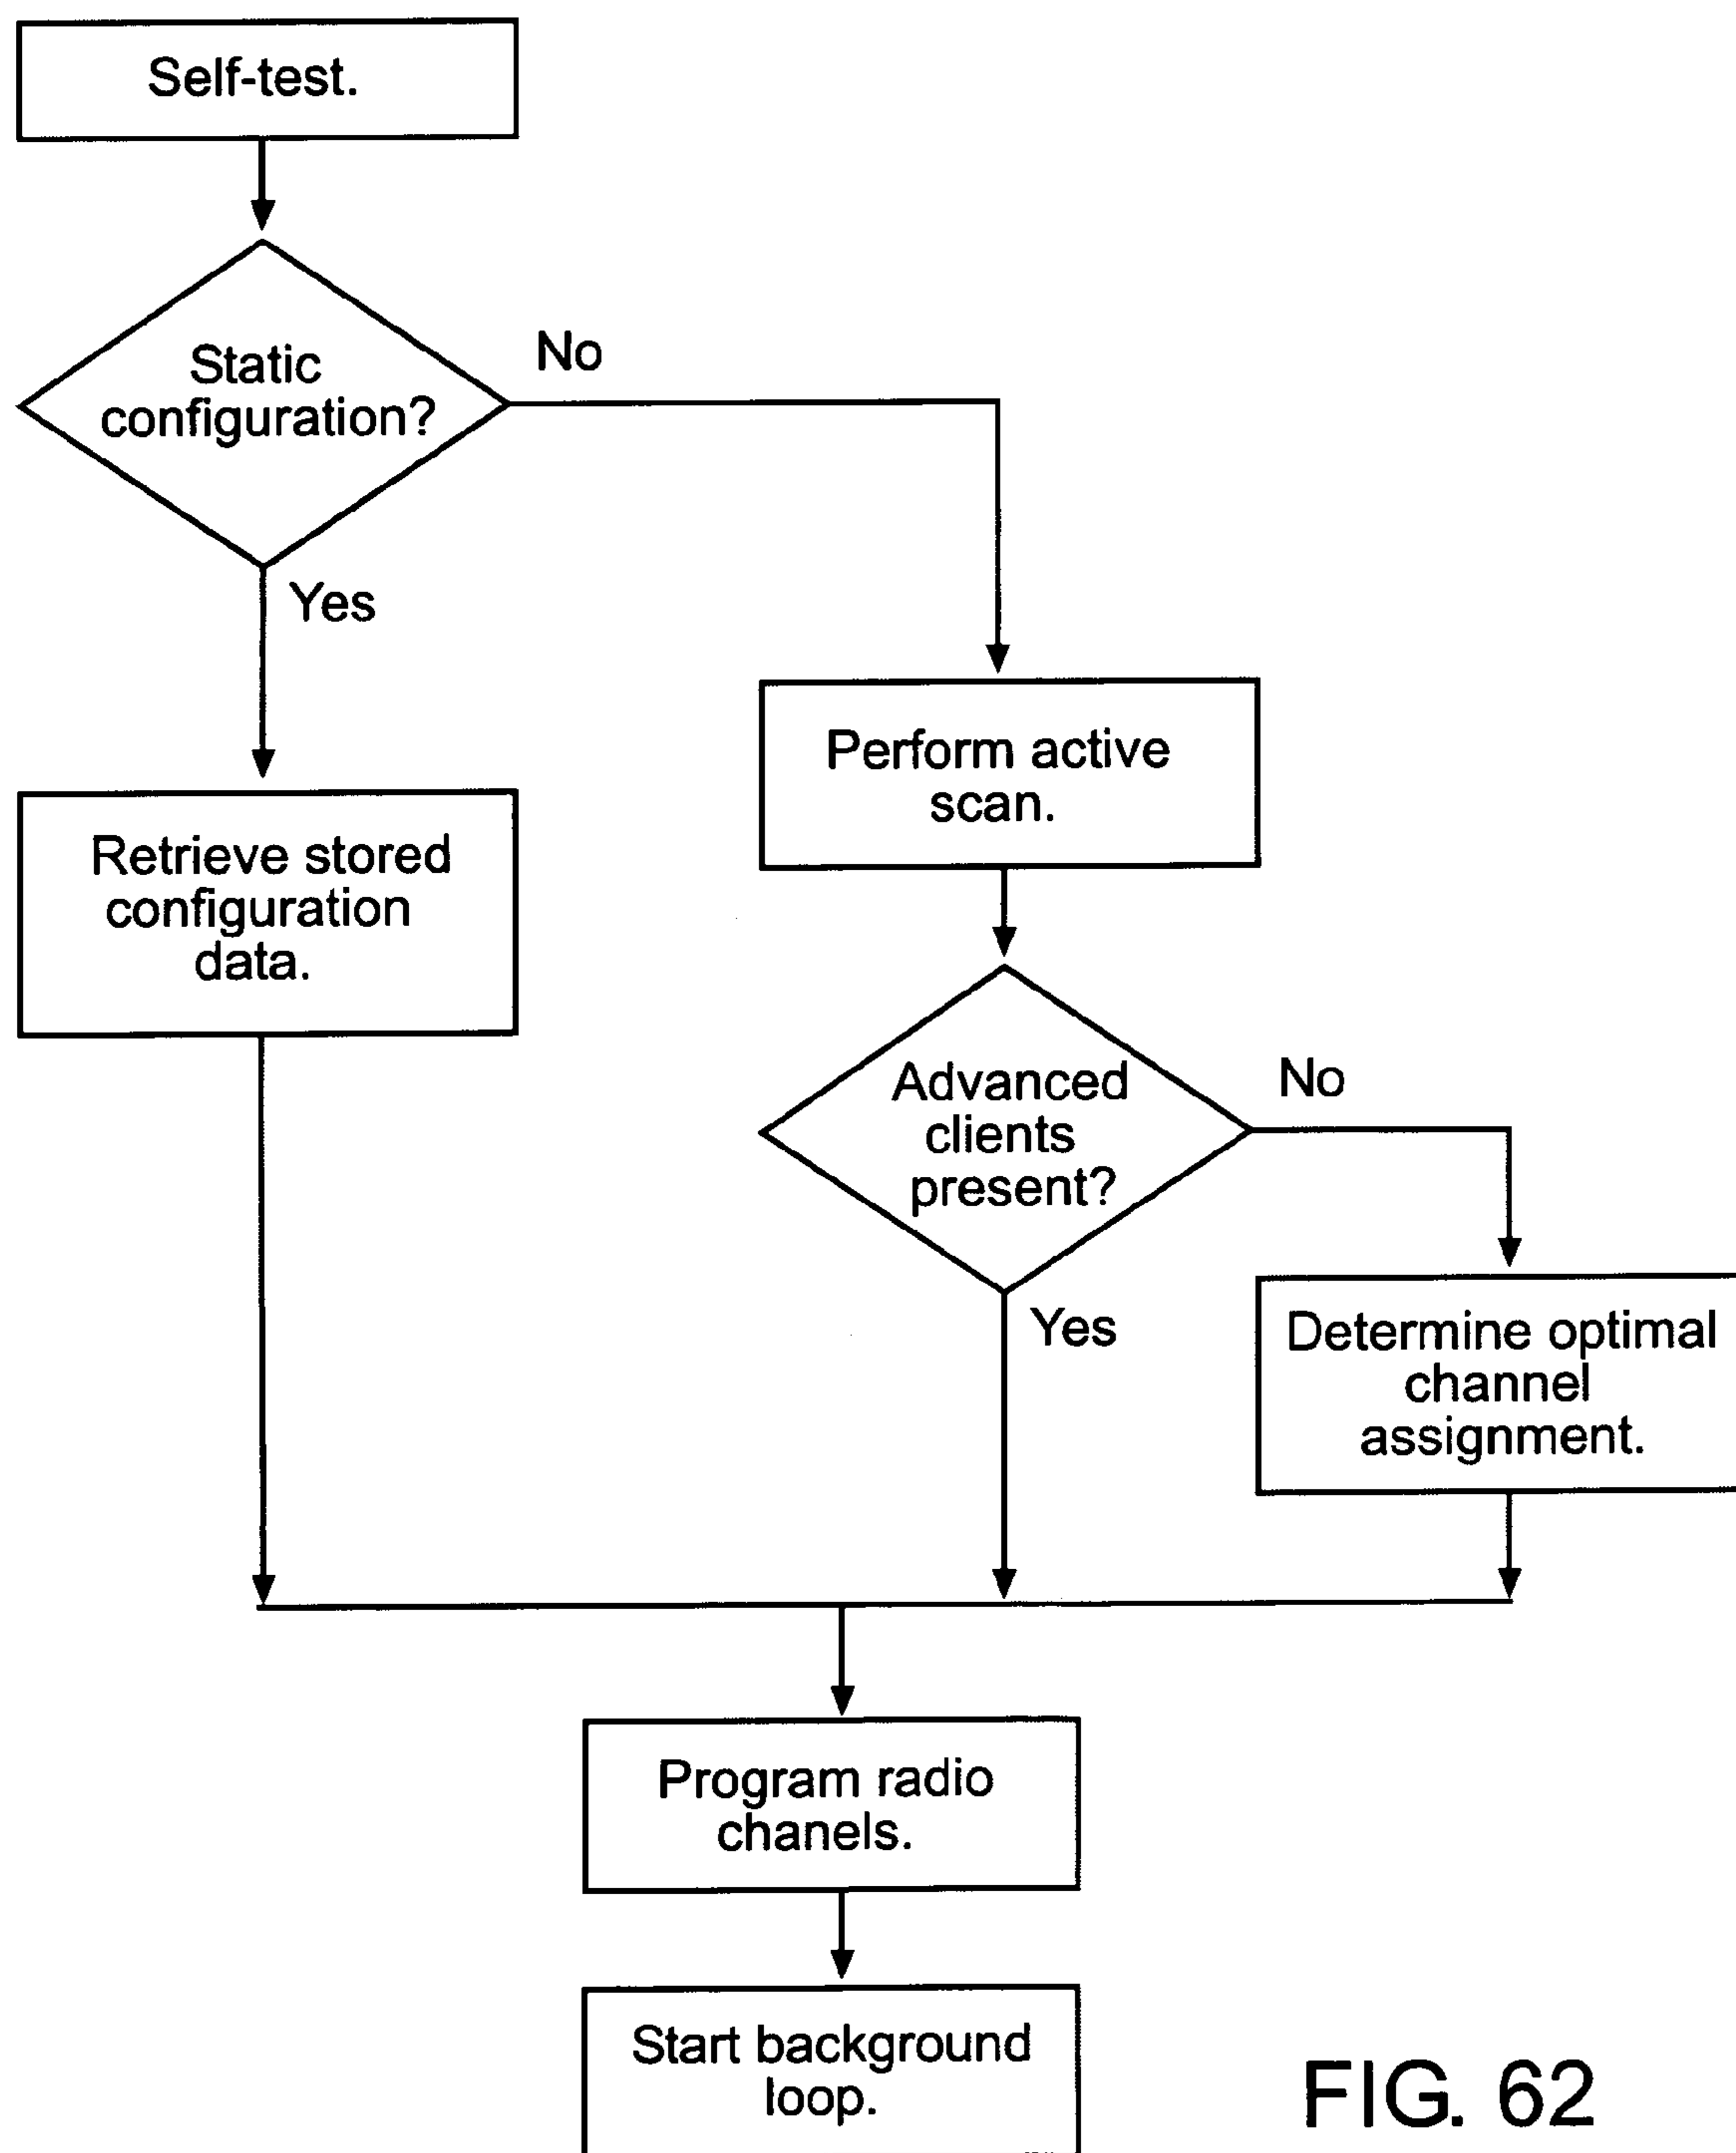 Self-test.
Static
configuration?
No
Yes
Retrieve stored
configuration
data.
Perform active
scan.
Advanced
clients
present?
No
Yes
Determine optimal
channel
assignment.
Program radio
chanels.
Start background
loop.
FIG. 62